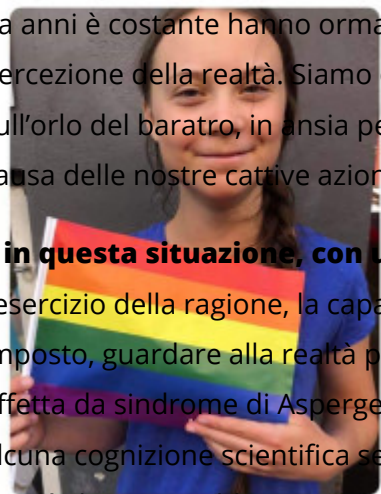 a anni è costante hanno orma
ercezione della realtà. Siamo
ull'orlo del baratro, in ansia pe
ausa delle nostre cattive azion
in questa situazione, con u
esercizio della ragione, la capa
mposto, guardare alla realtà p
ffetta da sindrome di Asperge
lcuna cognizione scientifica se